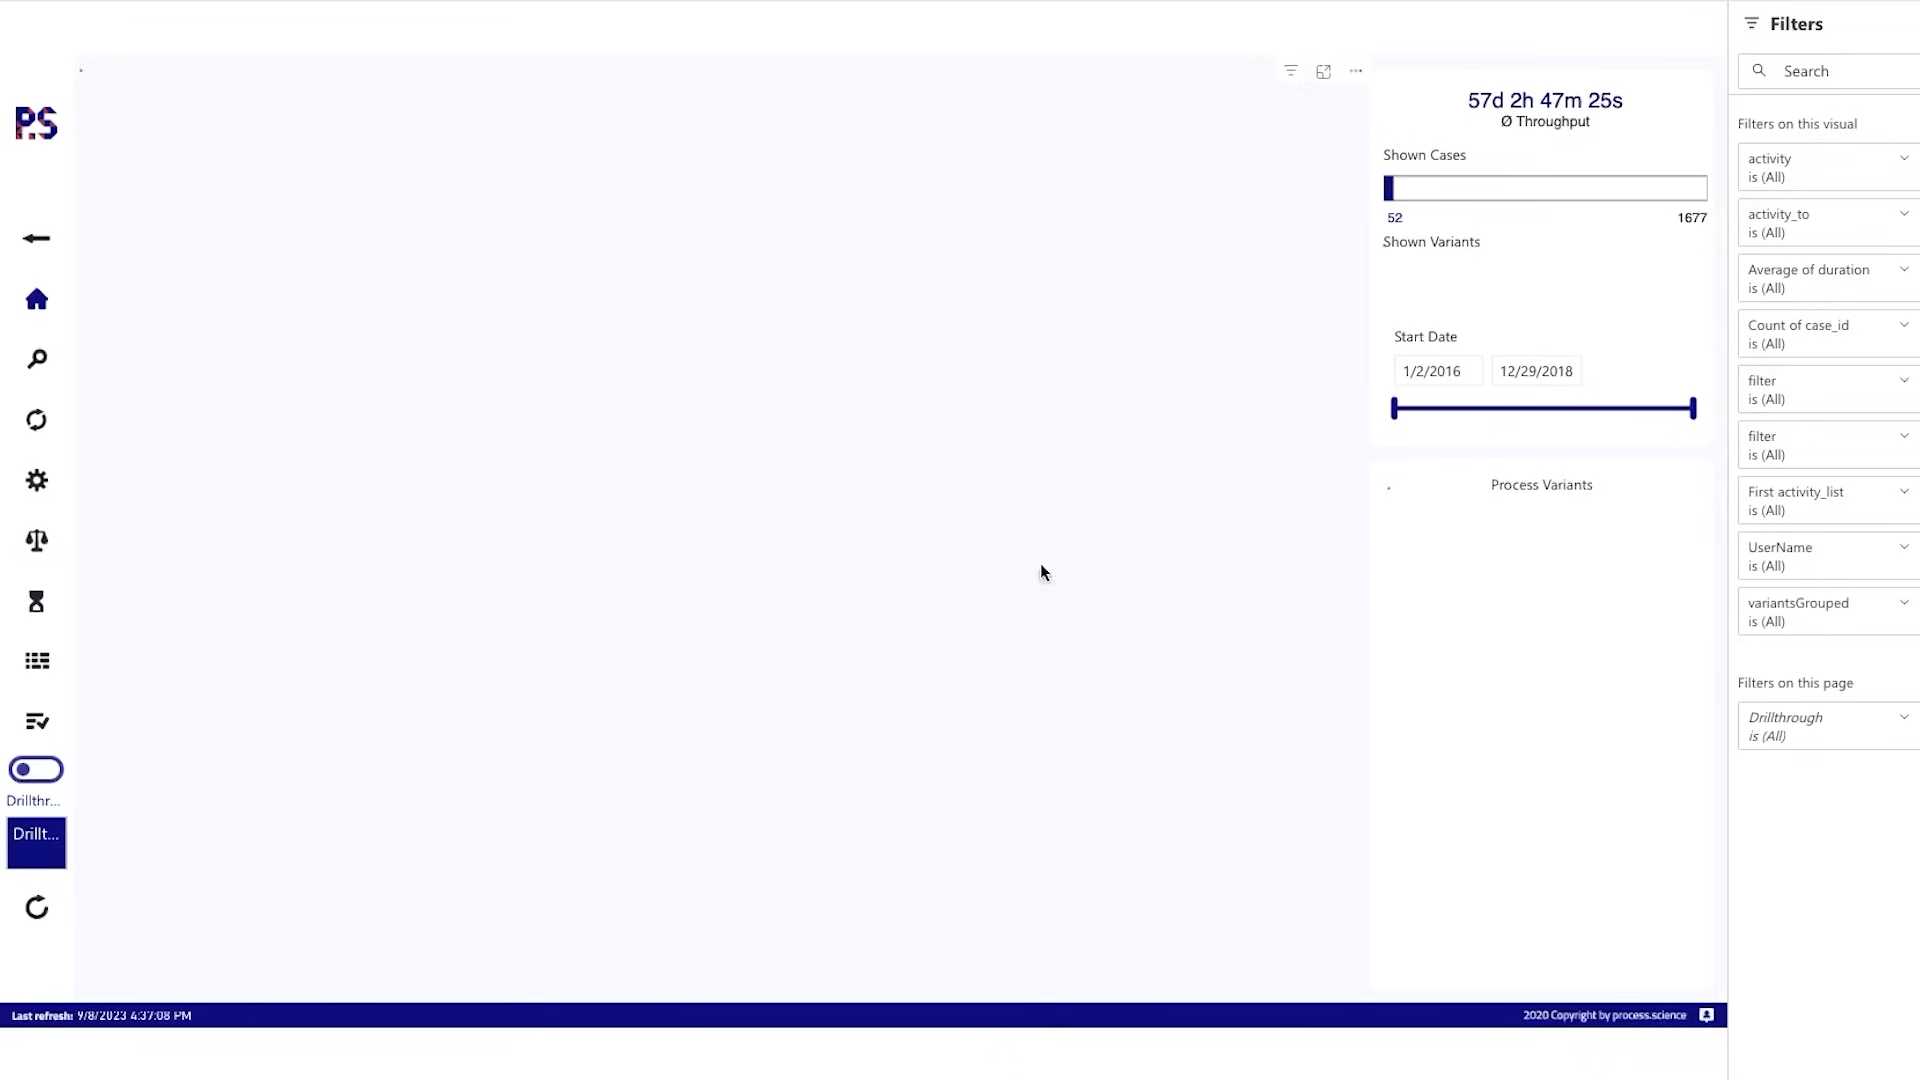 Filters
Search
P.S
57d 2h 47m 25s
Ø Throughput
Filters on this visual
Shown Cases
activity
is (All)
52
1677
activity_to
is (All)
Shown Variants
Average of duration
is (All)
Count of case_id
is (All)
Start Date
1/2/2016
12/29/2018
filter
is (All)
filter
is (All)
Process Variants
First activity_list
is (All)
UserName
is (All)
variantsGrouped
is (All)
Filters on this page
Drillthrough
is (All)
Drillthr...
Drillt...
Last refresh: 9/8/2023 4:37:08 PM
2020 Copyright by process.science